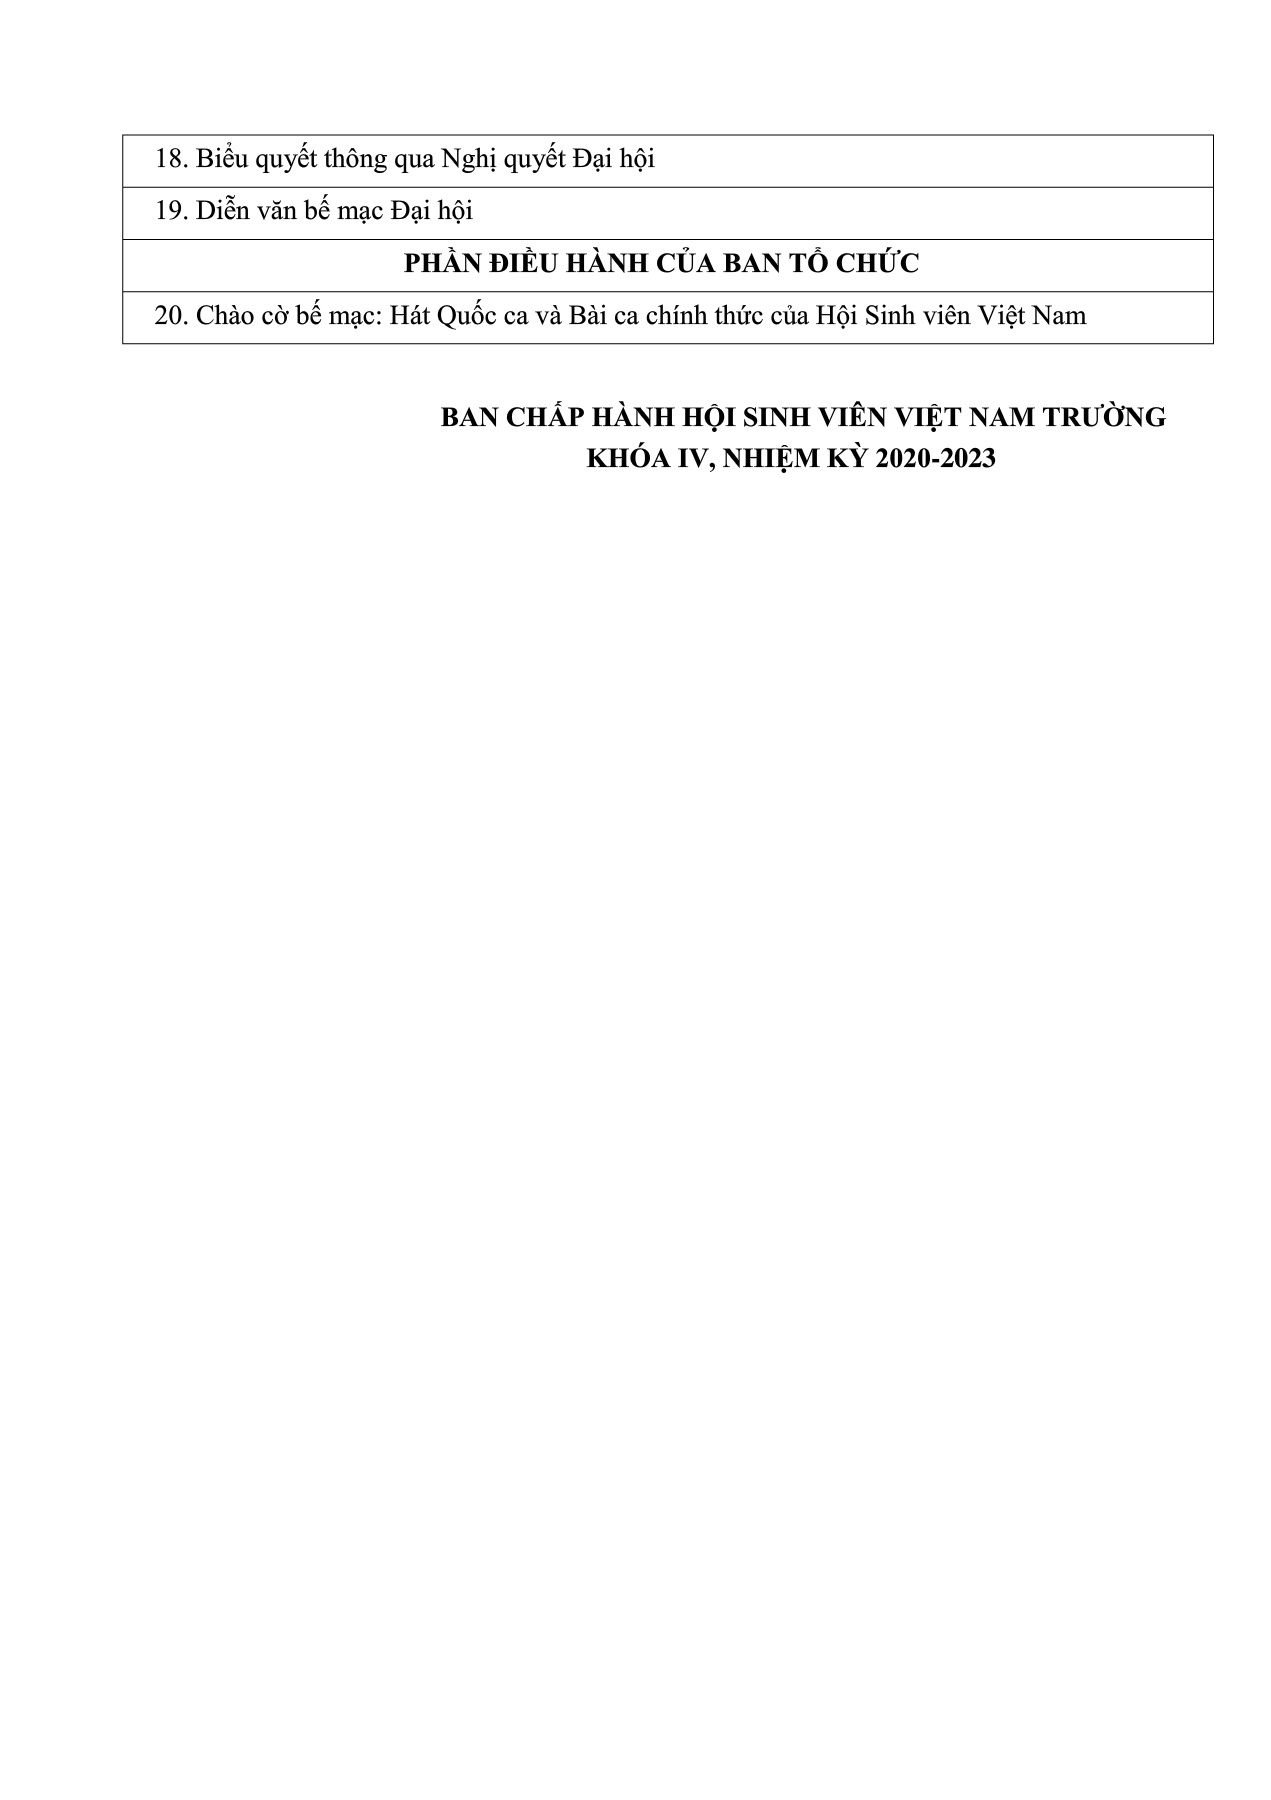 18. Biểu quyết thông qua Nghị quyết Đại hội
19. Diễn văn bế mạc Đại hội
PHẦN ĐIỀU HÀNH CỦA BAN TỔ CHỨC
20. Chào cờ bế mạc: Hát Quốc ca và Bài ca chính thức của Hội Sinh viên Việt Nam
BAN CHẤP HÀNH HỘI SINH VIÊN VIỆT NAM TRƯỜNG
KHÓA IV, NHIỆM KỲ 2020-2023